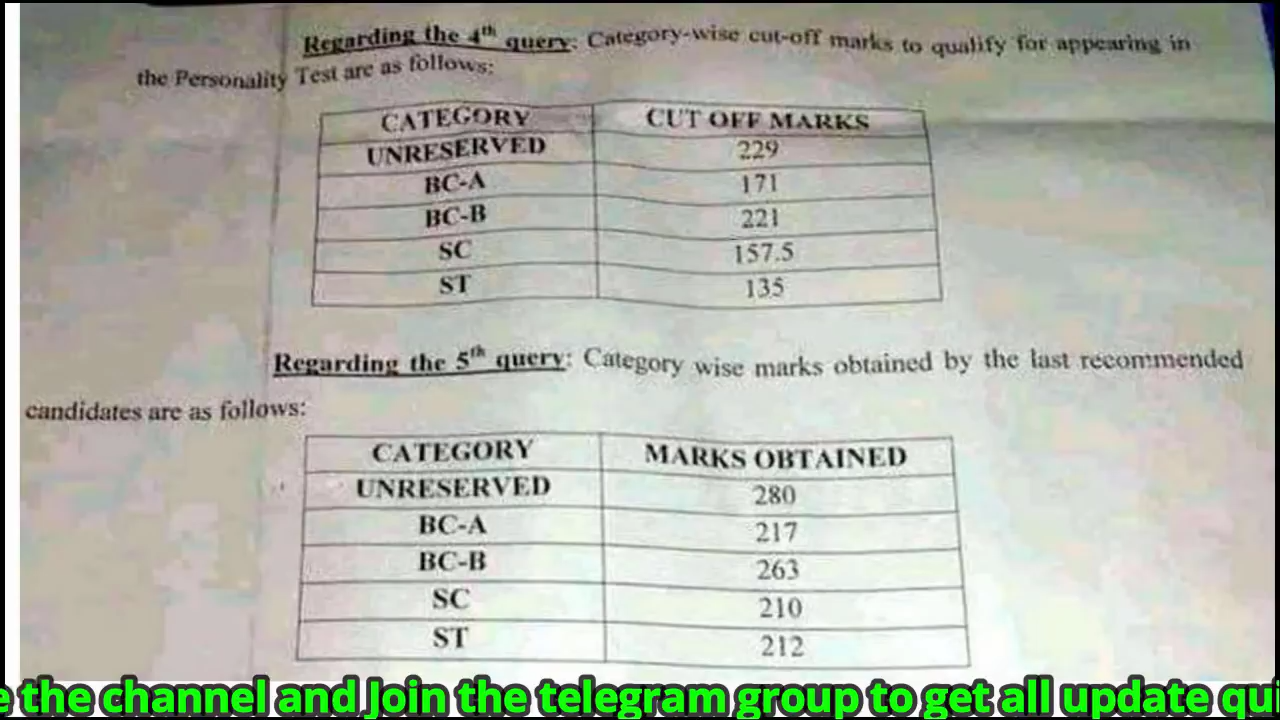 Regarding the 4th query: Category-wise cut-off marks to qualify for appearing in
the Personality Test are as follows:
CATEGORY CUT OFF MARKS
UNRESERVED 229
BC-A 171
BC-B 221
SC 157.5
ST 135
Regarding the 5th query: Category wise marks obtained by the last recommended
candidates are as follows:
CATEGORY MARKS OBTAINED
UNRESERVED 280
BC-A 217
BC-B 263
SC 210
ST 212
the channel and Join the telegram group to get all update